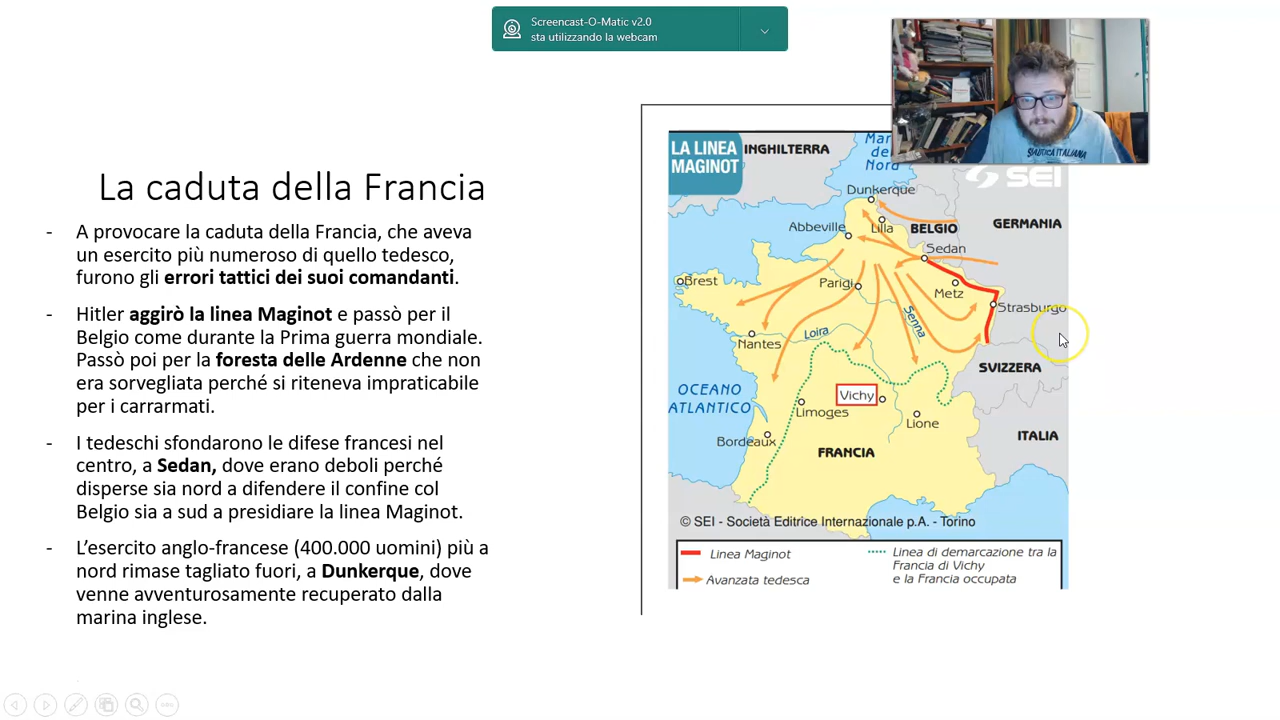 Screencast-O-Matic v2.0
sta utilizzando la webcam
La caduta della Francia
- A provocare la caduta della Francia, che aveva
un esercito più numeroso di quello tedesco,
furono gli errori tattici dei suoi comandanti.
- Hitler aggirò la linea Maginot e passò per il
Belgio come durante la Prima guerra mondiale.
Passò poi per la foresta delle Ardenne che non
era sorvegliata perché si riteneva impraticabile
per i carrarmati.
- I tedeschi sfondarono le difese francesi nel
centro, a Sedan, dove erano deboli perché
disperse sia nord a difendere il confine col
Belgio sia a sud a presidiare la linea Maginot.
- L'esercito anglo-francese (400.000 uomini) più a
nord rimase tagliato fuori, a Dunkerque, dove
venne avventurosamente recuperato dalla
marina inglese.
LA LINEA
MAGINOT
INGHILTERRA
Mar
del
Nord
SEI
Dunkerque
GERMANIA
Abbeville
Lilla
BELGIO
Sedan
Brest
Parigi
Metz
Strasburgo
Senna
Loira
Nantes
SVIZZERA
OCEANO
ATLANTICO
Vichy
Limoges
Lione
Bordeaux
ITALIA
FRANCIA
© SEI - Società Editrice Internazionale p.A. - Torino
Linea Maginot
Avanzata tedesca
Linea di demarcazione tra la
Francia di Vichy
e la Francia occupata